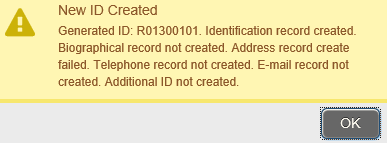 New ID Created
Generated ID: R01300101. Identification record created.
Biographical record not created. Address record create
failed. Telephone record not created. E-mail record not
created. Additional ID not created.
OK